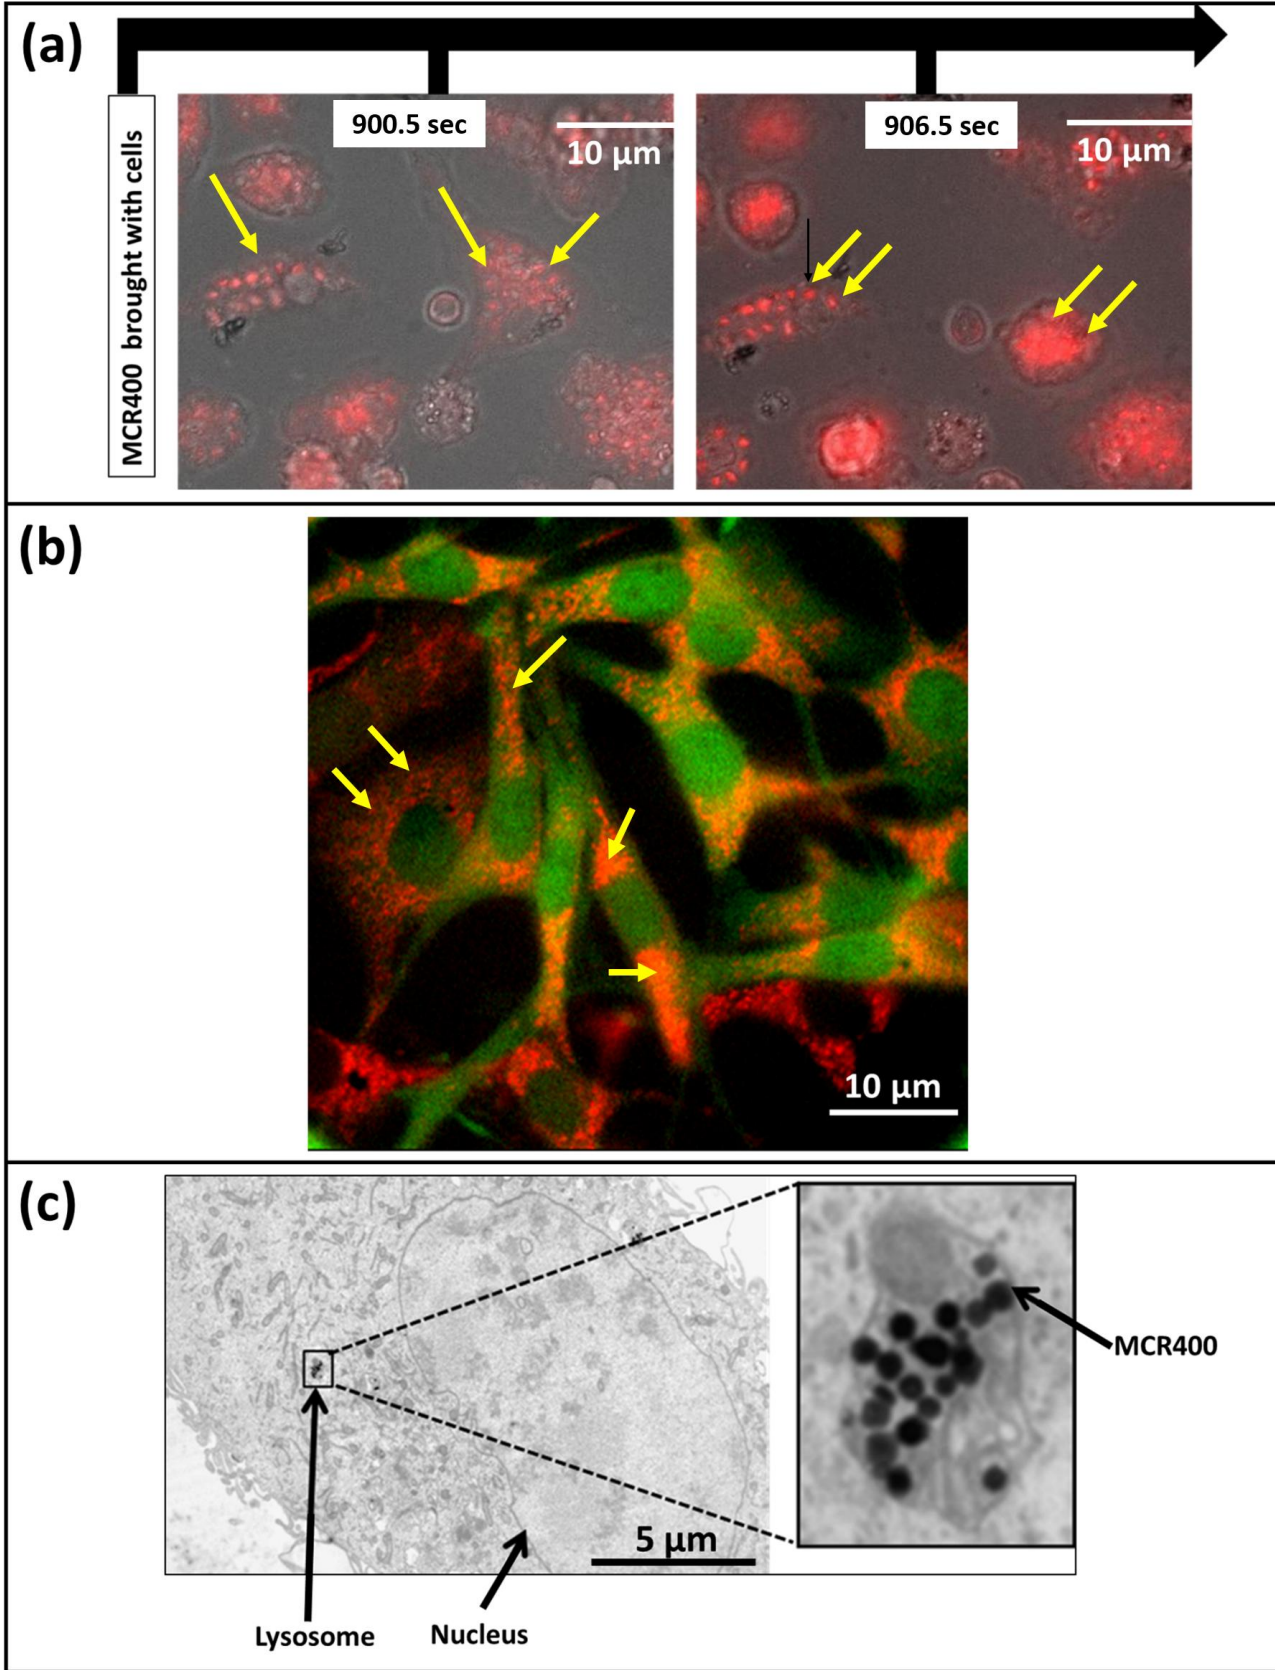 (a)
MCR400 brought with cells
900.5 sec
10 µm
906.5 sec
10 µm
(b)
10 µm
(c)
MCR400
5 µm
Lysosome
Nucleus